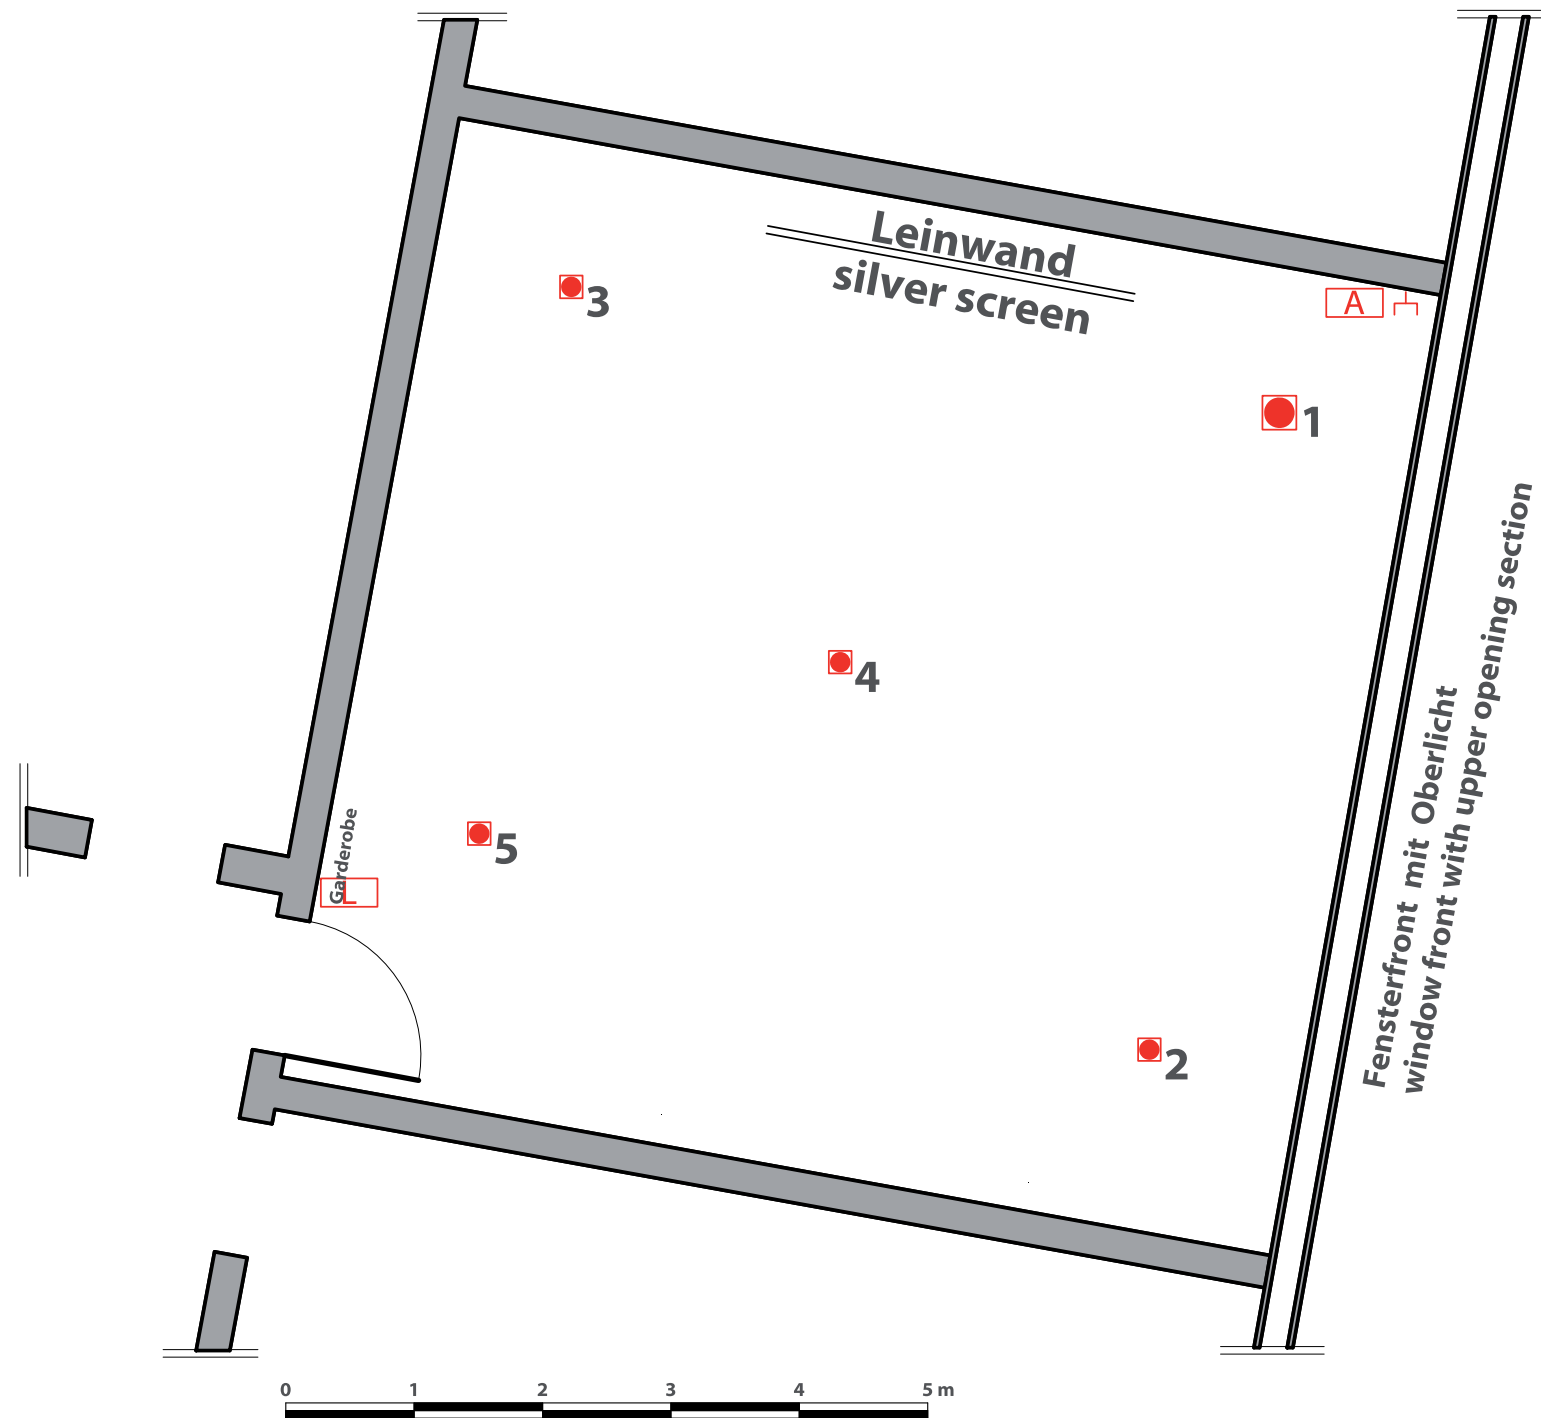 Leinwand
silver screen
A
3
1
4
5
Garderobe
L
2
Fensterfront mit Oberlicht
window front with upper opening section
0 1 2 3 4 5 m